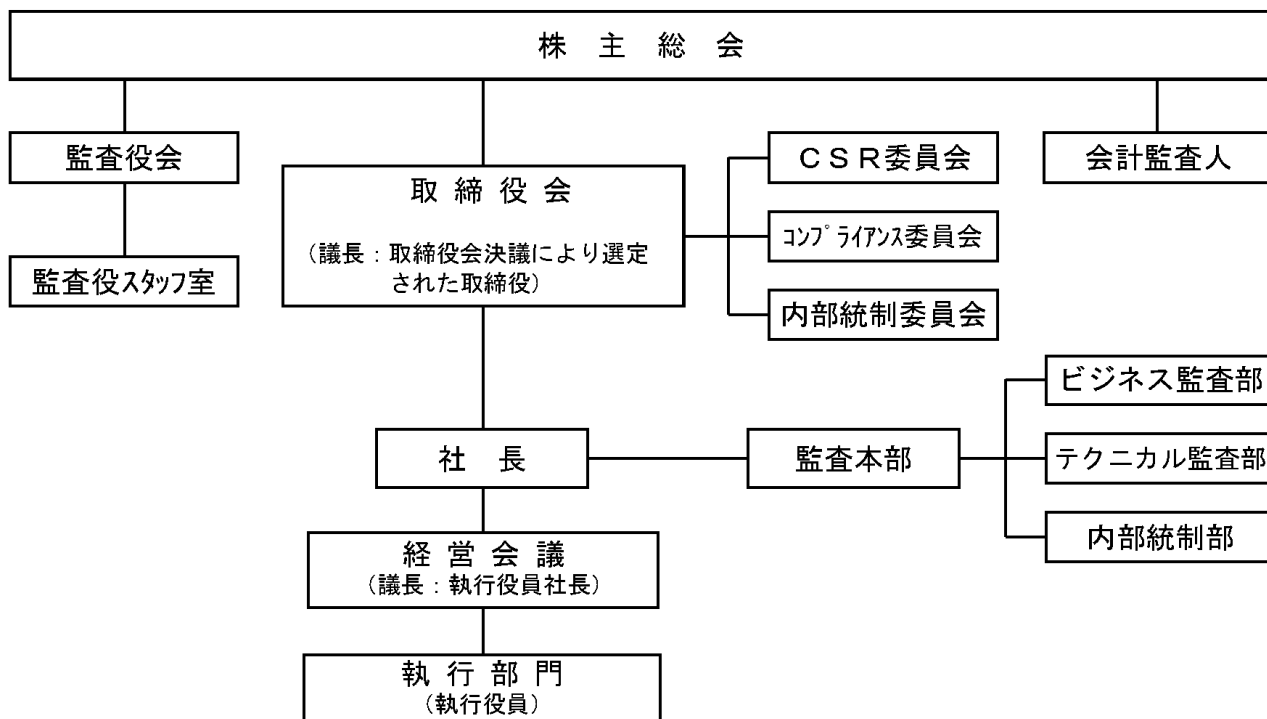 株主総会
監査役会
監査役ｽﾀｯﾌ室
取締役会
（議長：取締役会決議により選定
された取締役）
ＣＳＲ委員会
ｺﾝﾌﾟﾗｲｱﾝｽ委員会
内部統制委員会
会計監査人
社長
監査本部
ビジネス監査部
テクニカル監査部
内部統制部
経営会議
（議長：執行役員社長）
執行部門
（執行役員）